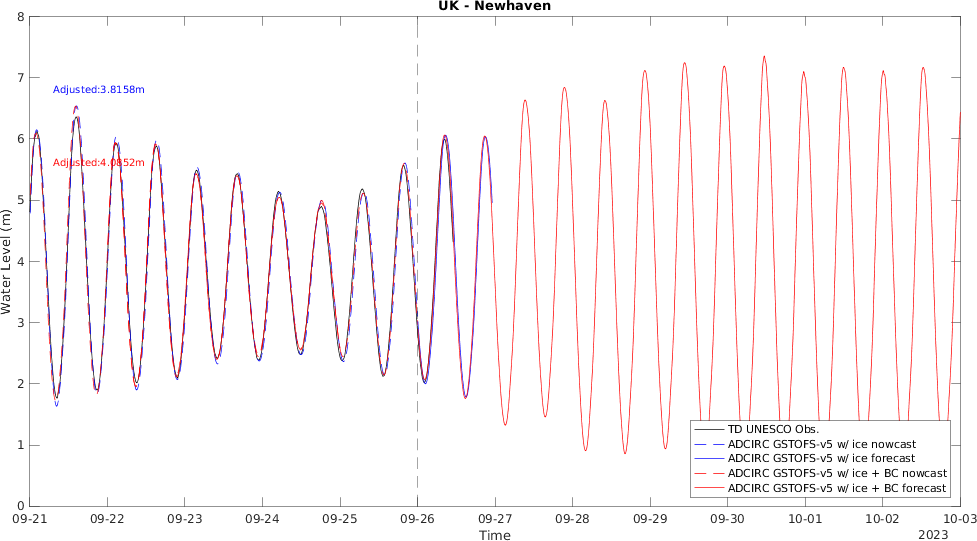 UK - Newhaven
8
7
6
5
4
3
2
1
0
Water Level (m)
Adjusted:3.8158m
Adjusted:4.0852m
TD UNESCO Obs.
ADCIRC GSTOFS-v5 w/ ice nowcast
ADCIRC GSTOFS-v5 w/ ice forecast
ADCIRC GSTOFS-v5 w/ ice + BC nowcast
ADCIRC GSTOFS-v5 w/ ice + BC forecast
09-21 09-22 09-23 09-24 09-25 09-26 09-27 09-28 09-29 09-30 10-01 10-02 10-03
Time
2023